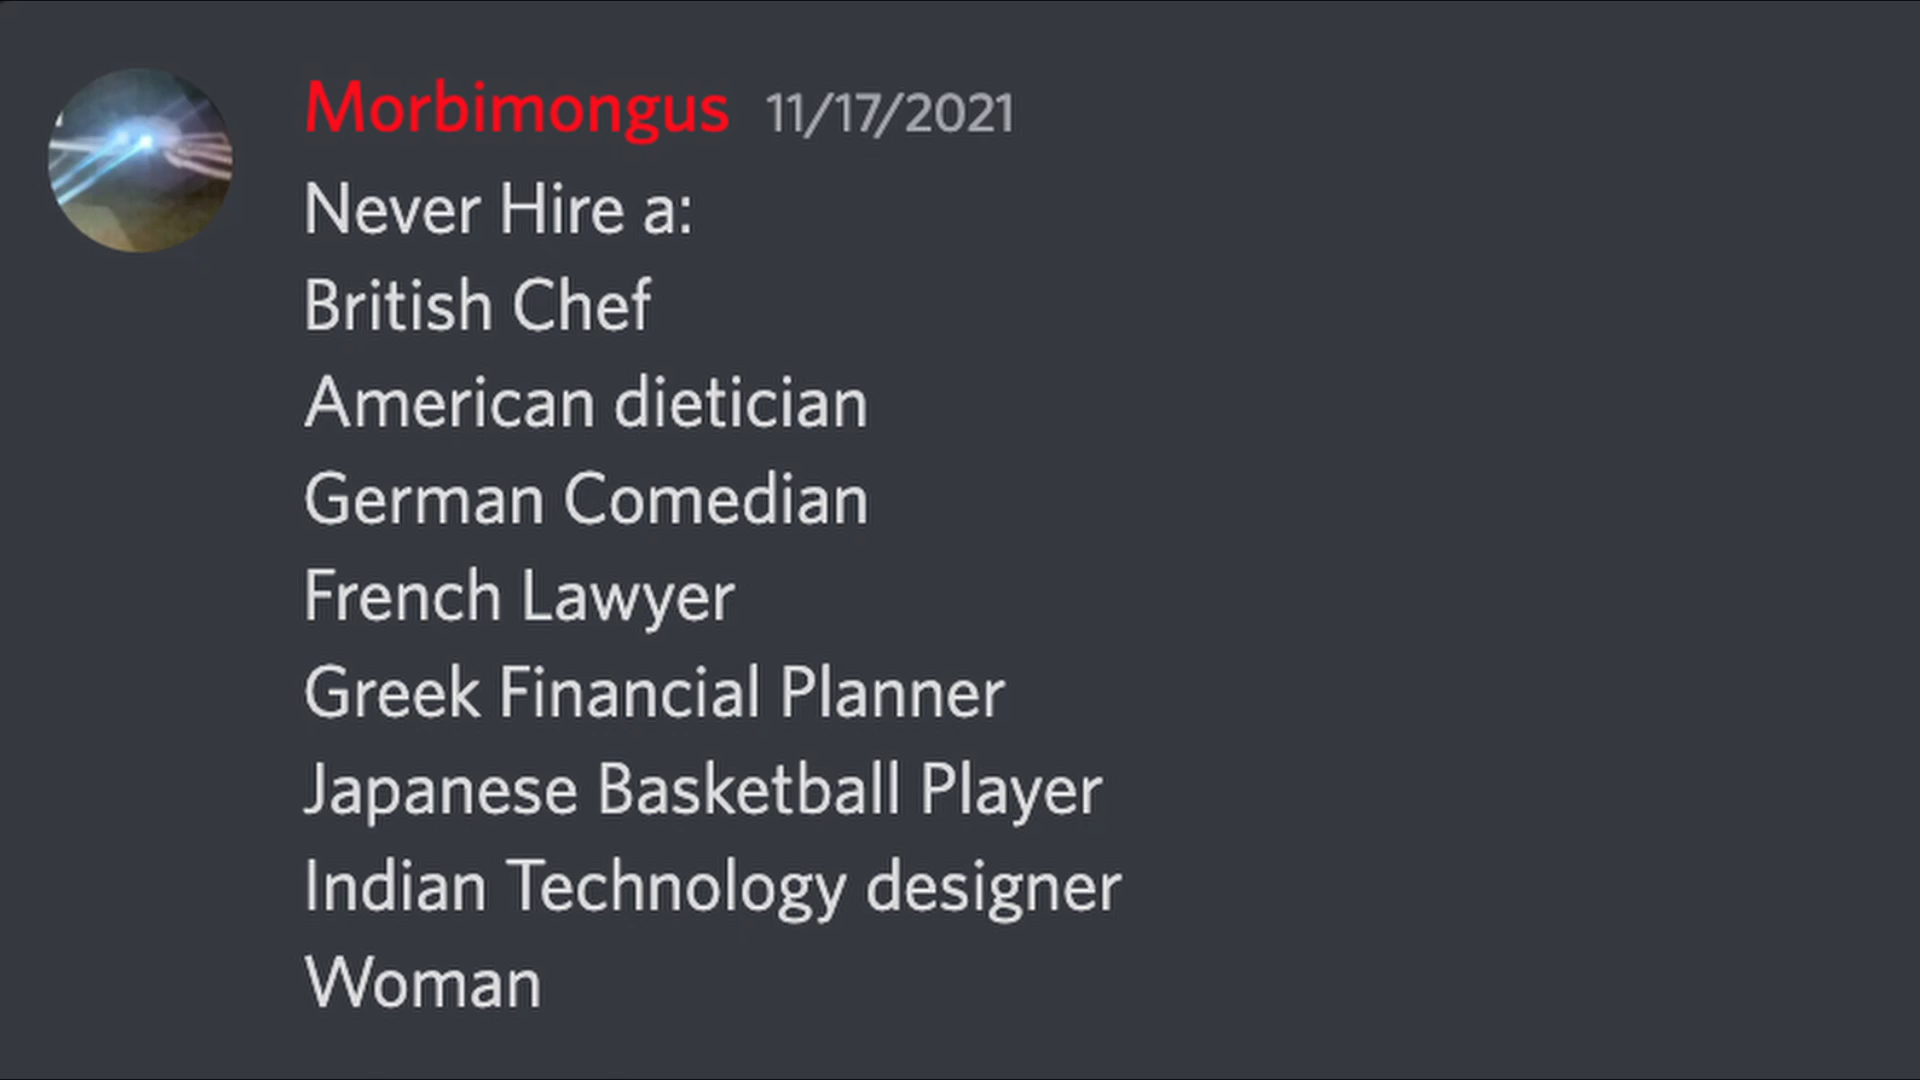 Morbimongus 11/17/2021
Never Hire a:
British Chef
American dietician
German Comedian
French Lawyer
Greek Financial Planner
Japanese Basketball Player
Indian Technology designer
Woman